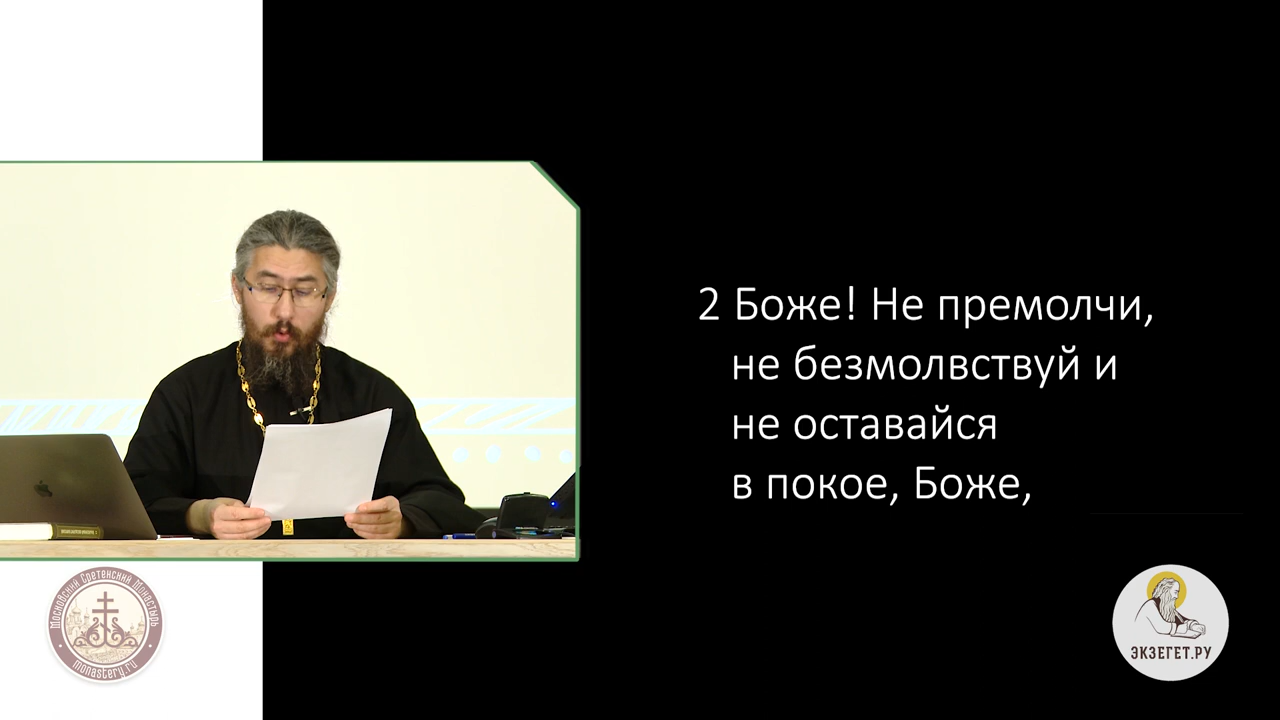 2 Боже! Не премолчи,
не безмолвствуй и
не оставайся
в покое, Боже,
Московский Сретенский Монастырь
monastery.ru
ЭКЗЕГЕТ.РУ